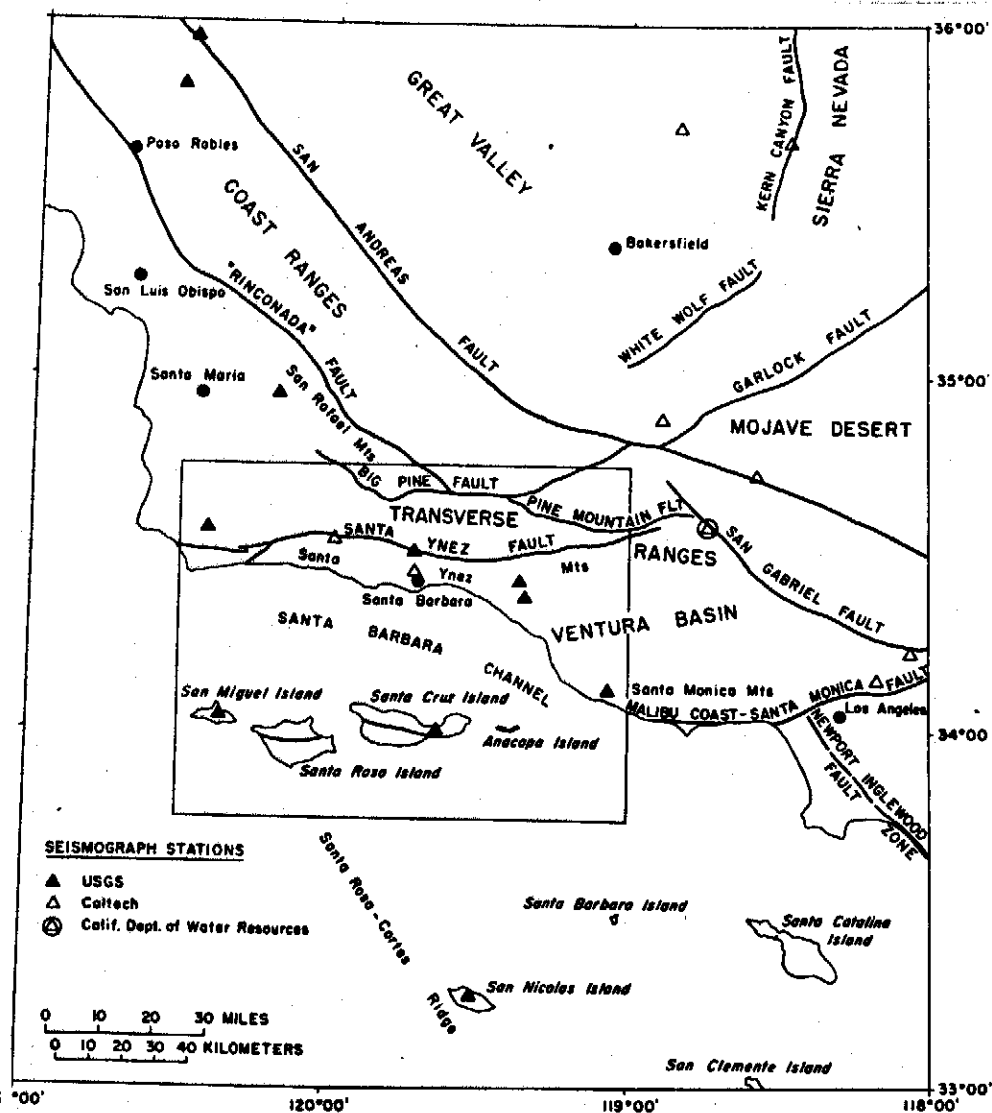 36°00'
GREAT VALLEY
KERN CANYON FAULT
SIERRA NEVADA
Paso Robles
SAN ANDREAS FAULT
COAST RANGES
Bakersfield
San Luis Obispo
"RINCONADA" FAULT
WHITE WOLF FAULT
GARLOCK FAULT
Santa Maria
San Rafael Mts
35°00'
MOJAVE DESERT
BIG PINE FAULT
PINE MOUNTAIN FLT
TRANSVERSE RANGES
SANTA YNEZ FAULT
Santa Ynez Mts
SAN GABRIEL FAULT
Santa Barbara
SANTA BARBARA CHANNEL
VENTURA BASIN
San Miguel Island
Santa Cruz Island
Santa Monica Mts
MALIBU COAST-SANTA MONICA FAULT
Los Angeles
34°00'
Anacapa Island
Santa Rosa Island
NEWPORT INGLEWOOD
FAULT ZONE
SEISMOGRAPH STATIONS
USGS
Caltech
Calif. Dept. of Water Resources
Santa Rosa-Cortes Ridge
Santa Barbara Island
Santa Catalina
Island
San Nicolas Island
0 10 20 30 MILES
0 10 20 30 40 KILOMETERS
San Clemente Island
33°00'
°00'
120°00'
119°00'
118°00'